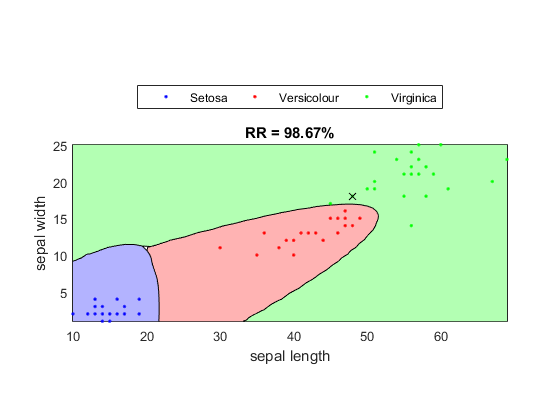 Setosa Versicolour Virginica
RR = 98.67%
25
20
15
10
5
sepal width
10 20 30 40 50 60
sepal length